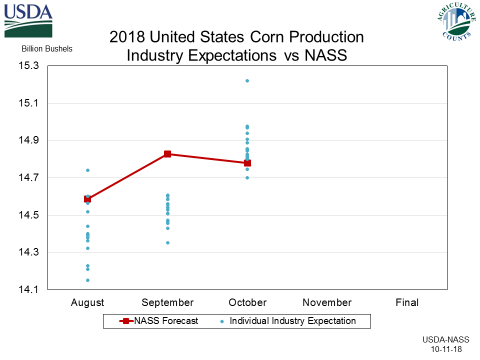 USDA
2018 United States Corn Production
Industry Expectations vs NASS
AGRICULTURE
COUNTS
Billion Bushels
15.3
15.1
14.9
14.7
14.5
14.3
14.1
August
September
October
November
Final
NASS Forecast
Individual Industry Expectation
USDA-NASS
10-11-18